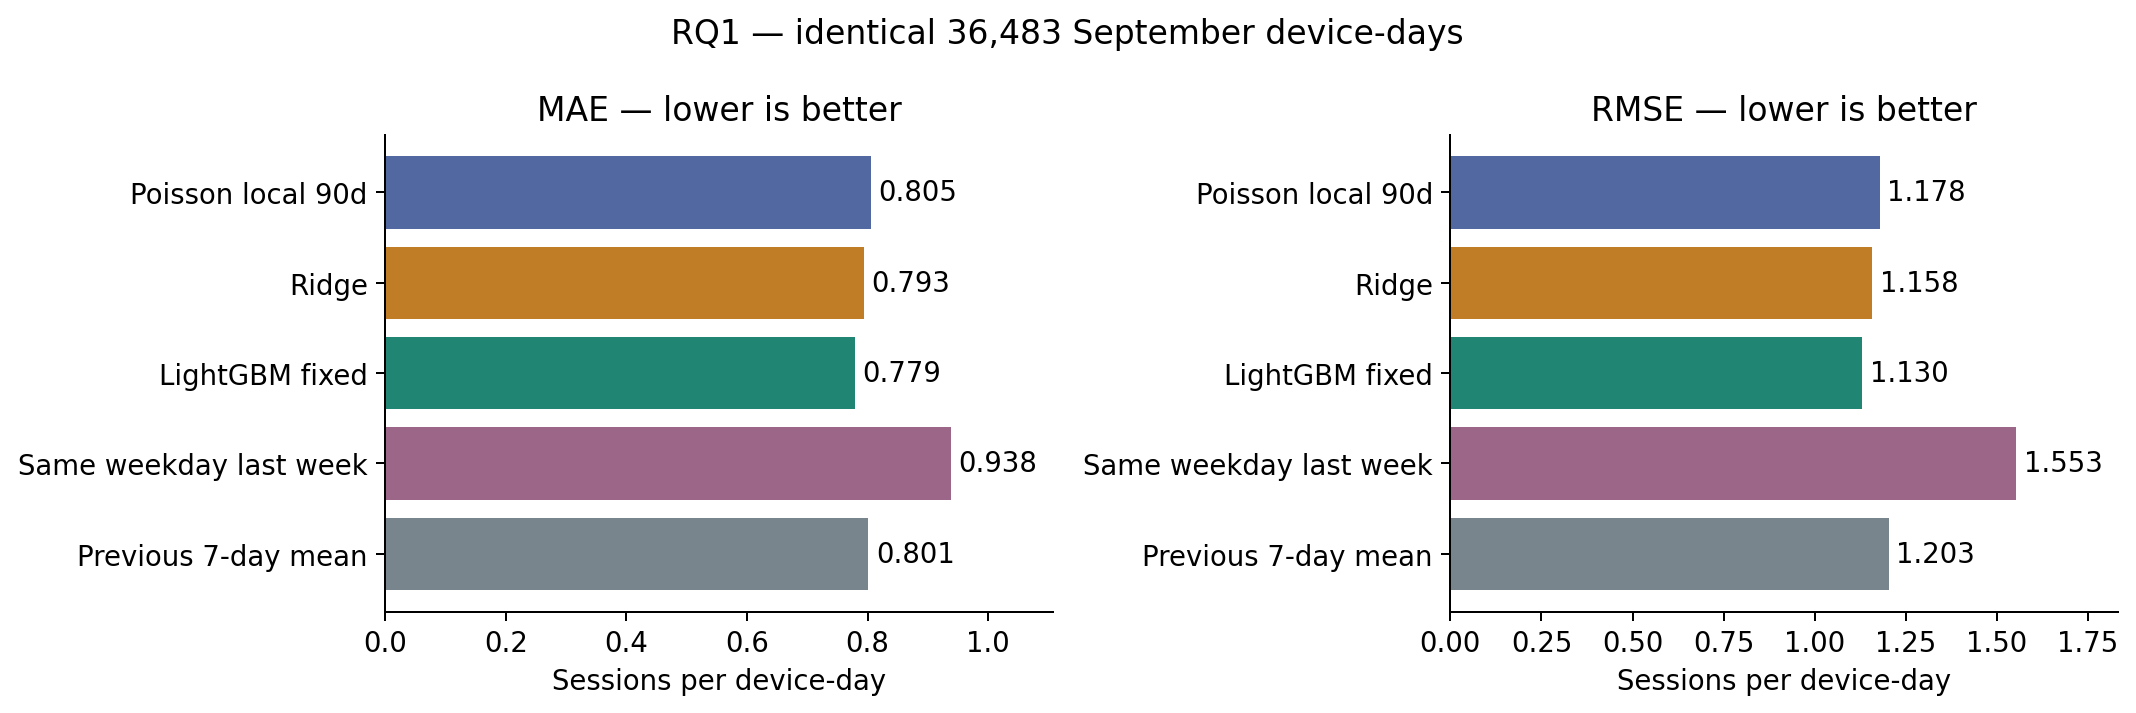 RQ1 — identical 36,483 September device-days
MAE — lower is better
Poisson local 90d
0.805
Ridge
0.793
LightGBM fixed
0.779
Same weekday last week
0.938
Previous 7-day mean
0.801
0.0 0.2 0.4 0.6 0.8 1.0
Sessions per device-day
RMSE — lower is better
Poisson local 90d
1.178
Ridge
1.158
LightGBM fixed
1.130
Same weekday last week
1.553
Previous 7-day mean
1.203
0.00 0.25 0.50 0.75 1.00 1.25 1.50 1.75
Sessions per device-day